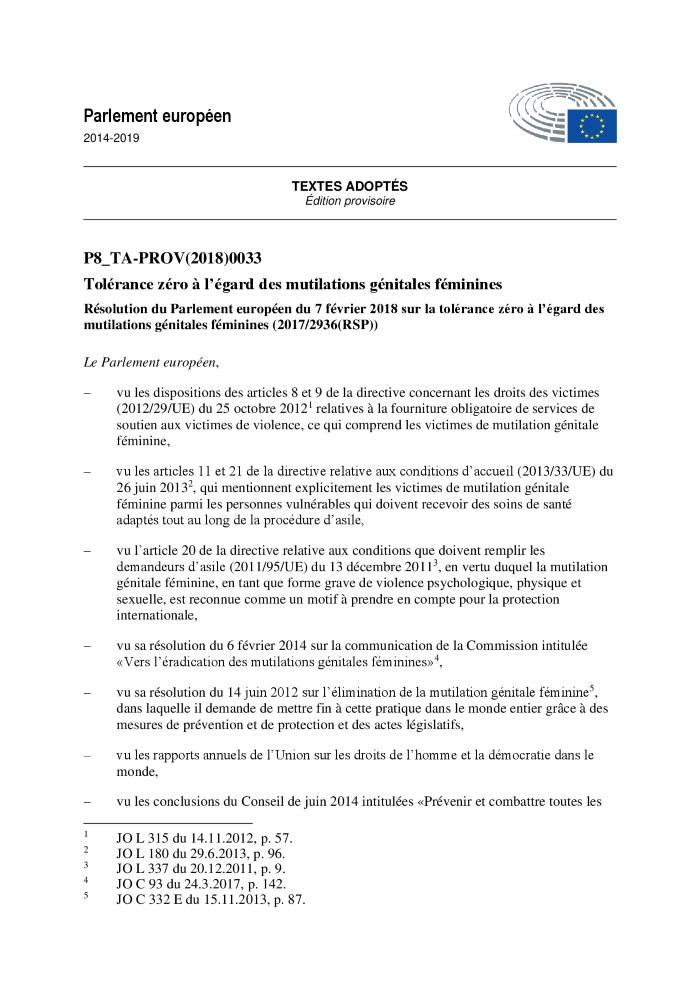 Parlement européen
2014-2019
TEXTES ADOPTÉS
Édition provisoire
P8_TA-PROV(2018)0033
Tolérance zéro à l’égard des mutilations génitales féminines
Résolution du Parlement européen du 7 février 2018 sur la tolérance zéro à l’égard des
mutilations génitales féminines (2017/2936(RSP))
Le Parlement européen,
– vu les dispositions des articles 8 et 9 de la directive concernant les droits des victimes
(2012/29/UE) du 25 octobre 2012¹ relatives à la fourniture obligatoire de services de
soutien aux victimes de violence, ce qui comprend les victimes de mutilation génitale
féminine,
– vu les articles 11 et 21 de la directive relative aux conditions d’accueil (2013/33/UE) du
26 juin 2013², qui mentionnent explicitement les victimes de mutilation génitale
féminine parmi les personnes vulnérables qui doivent recevoir des soins de santé
adaptés tout au long de la procédure d’asile,
– vu l’article 20 de la directive relative aux conditions que doivent remplir les
demandeurs d’asile (2011/95/UE) du 13 décembre 2011³, en vertu duquel la mutilation
génitale féminine, en tant que forme grave de violence psychologique, physique et
sexuelle, est reconnue comme un motif à prendre en compte pour la protection
internationale,
– vu sa résolution du 6 février 2014 sur la communication de la Commission intitulée
«Vers l’éradication des mutilations génitales féminines»⁴,
– vu sa résolution du 14 juin 2012 sur l’élimination de la mutilation génitale féminine⁵,
dans laquelle il demande de mettre fin à cette pratique dans le monde entier grâce à des
mesures de prévention et de protection et des actes législatifs,
– vu les rapports annuels de l’Union sur les droits de l’homme et la démocratie dans le
monde,
– vu les conclusions du Conseil de juin 2014 intitulées «Prévenir et combattre toutes les
1 JO L 315 du 14.11.2012, p. 57.
2 JO L 180 du 29.6.2013, p. 96.
3 JO L 337 du 20.12.2011, p. 9.
4 JO C 93 du 24.3.2017, p. 142.
5 JO C 332 E du 15.11.2013, p. 87.